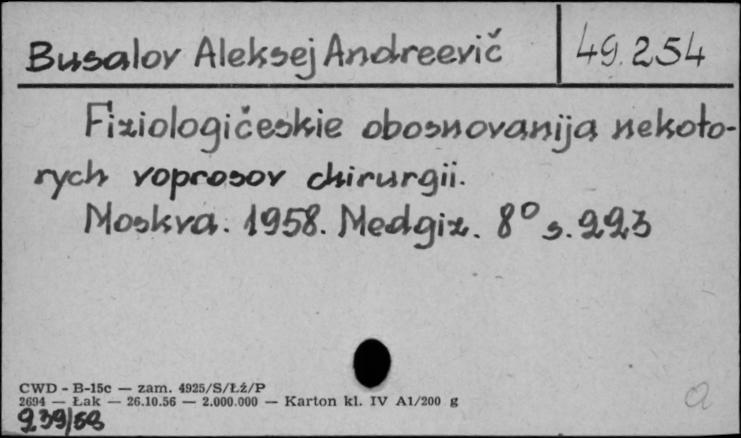 Busalov Aleksej Andreevič 49.254
Fiziologičeskie obosnovanija nekoto-
rych voprosov chirurgii.
Moskva. 1958. Medgiz. 8° s. 223
CWD - B-15c — zam. 4925/S/Łż/P
2694 — Łak — 26.10.56 — 2.000.000 — Karton kl. IV A1/200 g
239/58
a